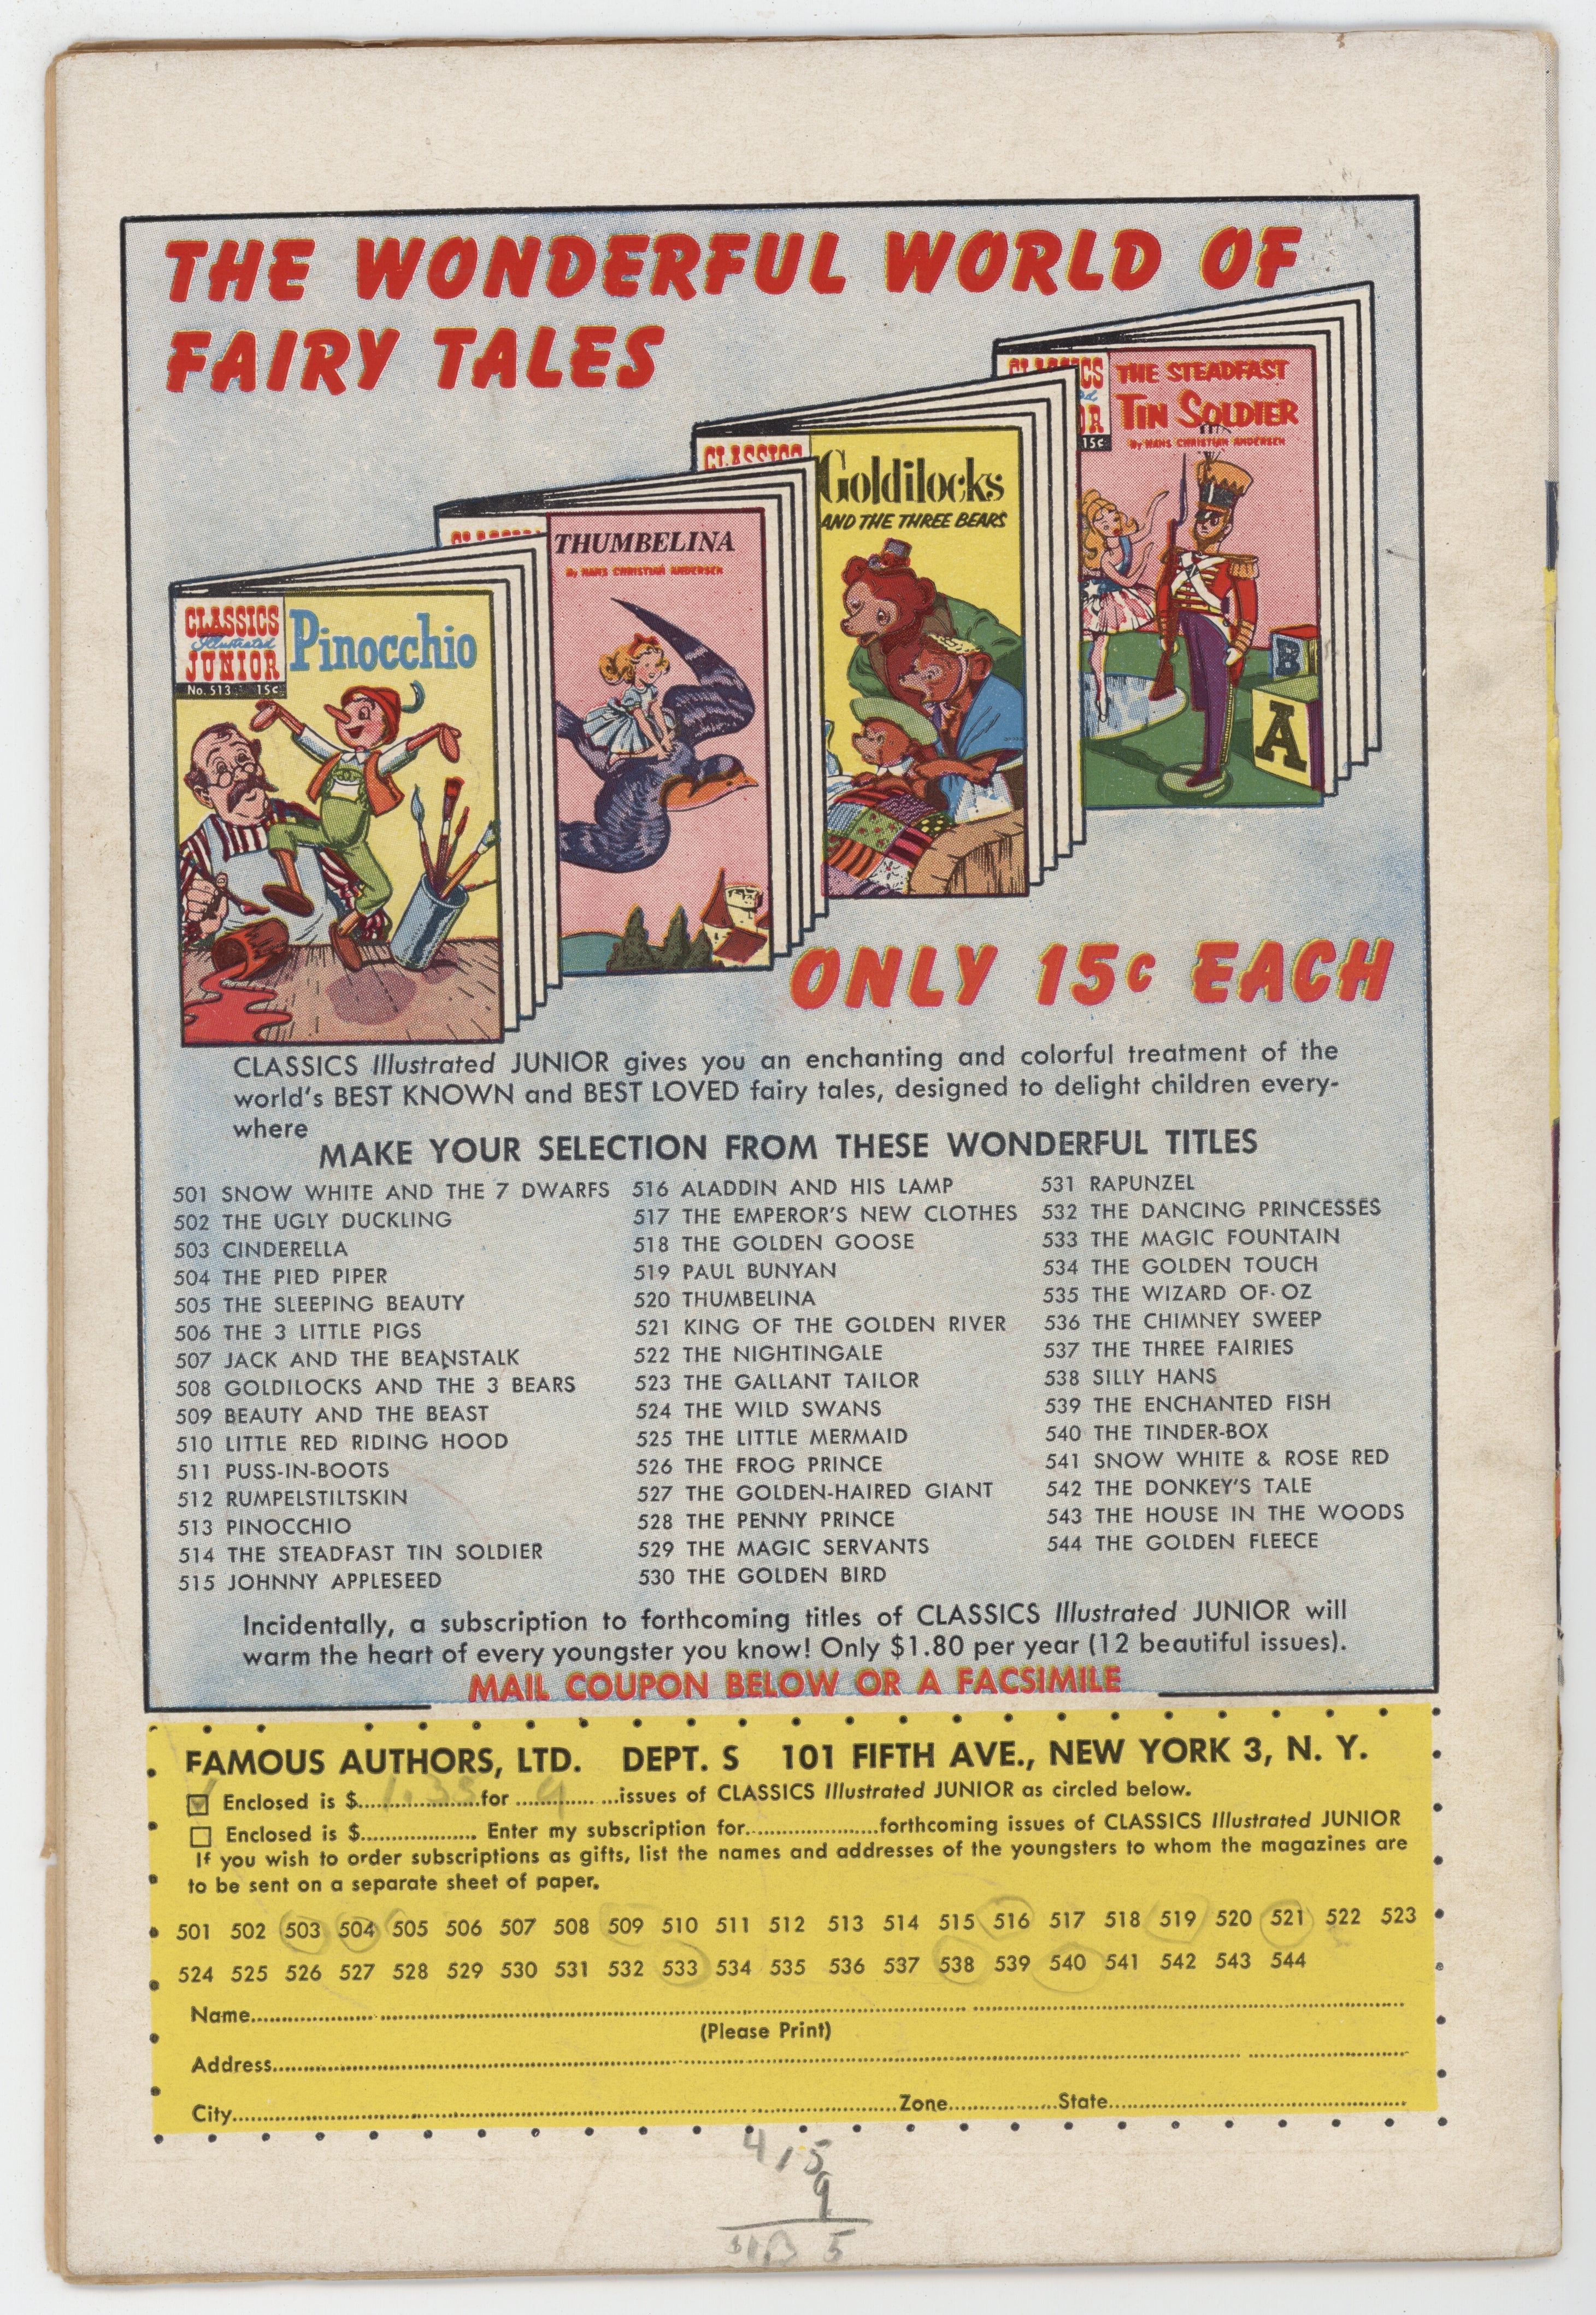 THE WONDERFUL WORLD OF
FAIRY TALES
THE STEADFAST
TIN SOLDIER
By HANS CHRISTIAN ANDERSEN
15c
B
A
CLASSICS
Goldilocks
AND THE THREE BEARS
THUMBELINA
By HANS CHRISTIAN ANDERSEN
CLASSICS
Illustrated
JUNIOR
No. 513 15c
Pinocchio
ONLY 15c EACH
CLASSICS Illustrated JUNIOR gives you an enchanting and colorful treatment of the
world's BEST KNOWN and BEST LOVED fairy tales, designed to delight children every-
where
MAKE YOUR SELECTION FROM THESE WONDERFUL TITLES
501 SNOW WHITE AND THE 7 DWARFS
502 THE UGLY DUCKLING
503 CINDERELLA
504 THE PIED PIPER
505 THE SLEEPING BEAUTY
506 THE 3 LITTLE PIGS
507 JACK AND THE BEANSTALK
508 GOLDILOCKS AND THE 3 BEARS
509 BEAUTY AND THE BEAST
510 LITTLE RED RIDING HOOD
511 PUSS-IN-BOOTS
512 RUMPELSTILTSKIN
513 PINOCCHIO
514 THE STEADFAST TIN SOLDIER
515 JOHNNY APPLESEED
516 ALADDIN AND HIS LAMP
517 THE EMPEROR'S NEW CLOTHES
518 THE GOLDEN GOOSE
519 PAUL BUNYAN
520 THUMBELINA
521 KING OF THE GOLDEN RIVER
522 THE NIGHTINGALE
523 THE GALLANT TAILOR
524 THE WILD SWANS
525 THE LITTLE MERMAID
526 THE FROG PRINCE
527 THE GOLDEN-HAIRED GIANT
528 THE PENNY PRINCE
529 THE MAGIC SERVANTS
530 THE GOLDEN BIRD
531 RAPUNZEL
532 THE DANCING PRINCESSES
533 THE MAGIC FOUNTAIN
534 THE GOLDEN TOUCH
535 THE WIZARD OF OZ
536 THE CHIMNEY SWEEP
537 THE THREE FAIRIES
538 SILLY HANS
539 THE ENCHANTED FISH
540 THE TINDER-BOX
541 SNOW WHITE & ROSE RED
542 THE DONKEY'S TALE
543 THE HOUSE IN THE WOODS
544 THE GOLDEN FLEECE
Incidentally, a subscription to forthcoming titles of CLASSICS Illustrated JUNIOR will
warm the heart of every youngster you know! Only $1.80 per year (12 beautiful issues).
MAIL COUPON BELOW OR A FACSIMILE
FAMOUS AUTHORS, LTD. DEPT. S 101 FIFTH AVE., NEW YORK 3, N. Y.
Enclosed is $ 1.35 for 9 issues of CLASSICS Illustrated JUNIOR as circled below.
Enclosed is $ . Enter my subscription for forthcoming issues of CLASSICS Illustrated JUNIOR
If you wish to order subscriptions as gifts, list the names and addresses of the youngsters to whom the magazines are
to be sent on a separate sheet of paper.
501 502 503 504 505 506 507 508 509 510 511 512 513 514 515 516 517 518 519 520 521 522 523
524 525 526 527 528 529 530 531 532 533 534 535 536 537 538 539 540 541 542 543 544
Name
(Please Print)
Address
City Zone State
4
.15
9